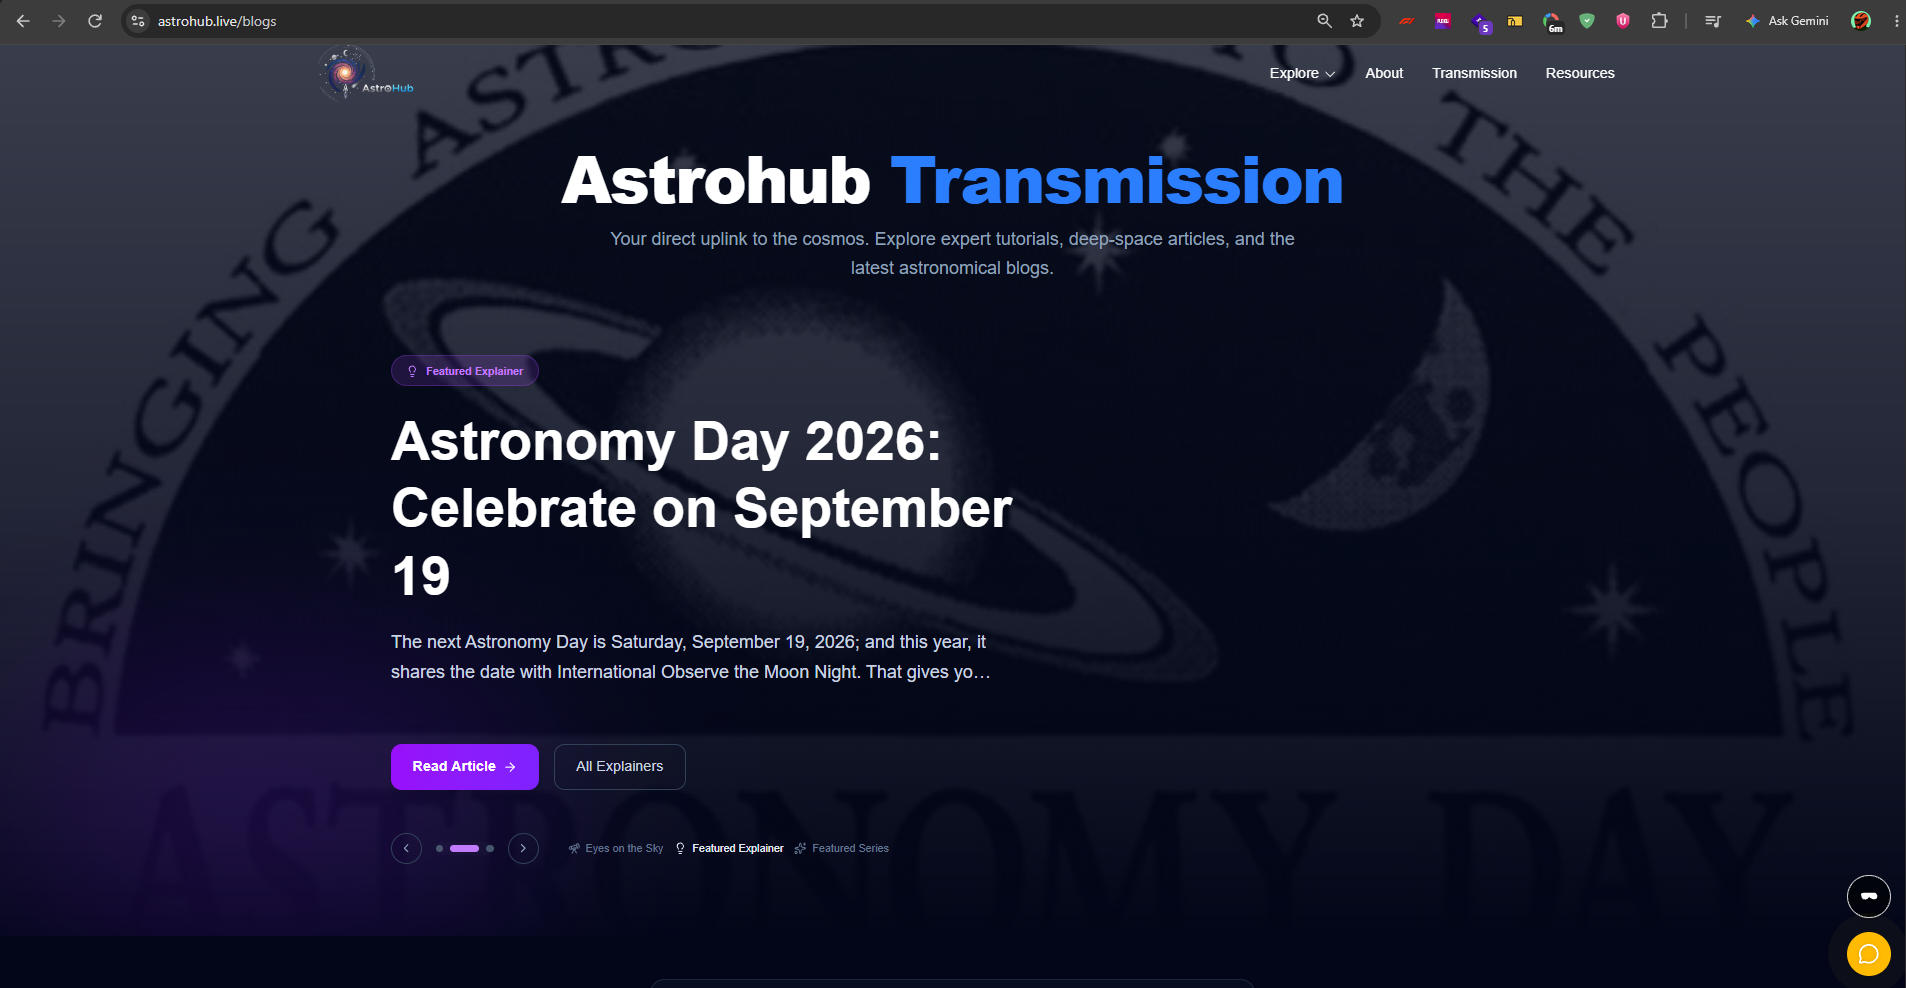 astrohub.live/blogs
5
6m
Ask Gemini
AstroHub
Explore
About
Transmission
Resources
BRINGING ASTRONOMY TO THE PEOPLE
Astrohub Transmission
Your direct uplink to the cosmos. Explore expert tutorials, deep-space articles, and the
latest astronomical blogs.
Featured Explainer
Astronomy Day 2026:
Celebrate on September
19
The next Astronomy Day is Saturday, September 19, 2026; and this year, it
shares the date with International Observe the Moon Night. That gives yo…
Read Article
All Explainers
ASTRONOMY DAY
Eyes on the Sky
Featured Explainer
Featured Series